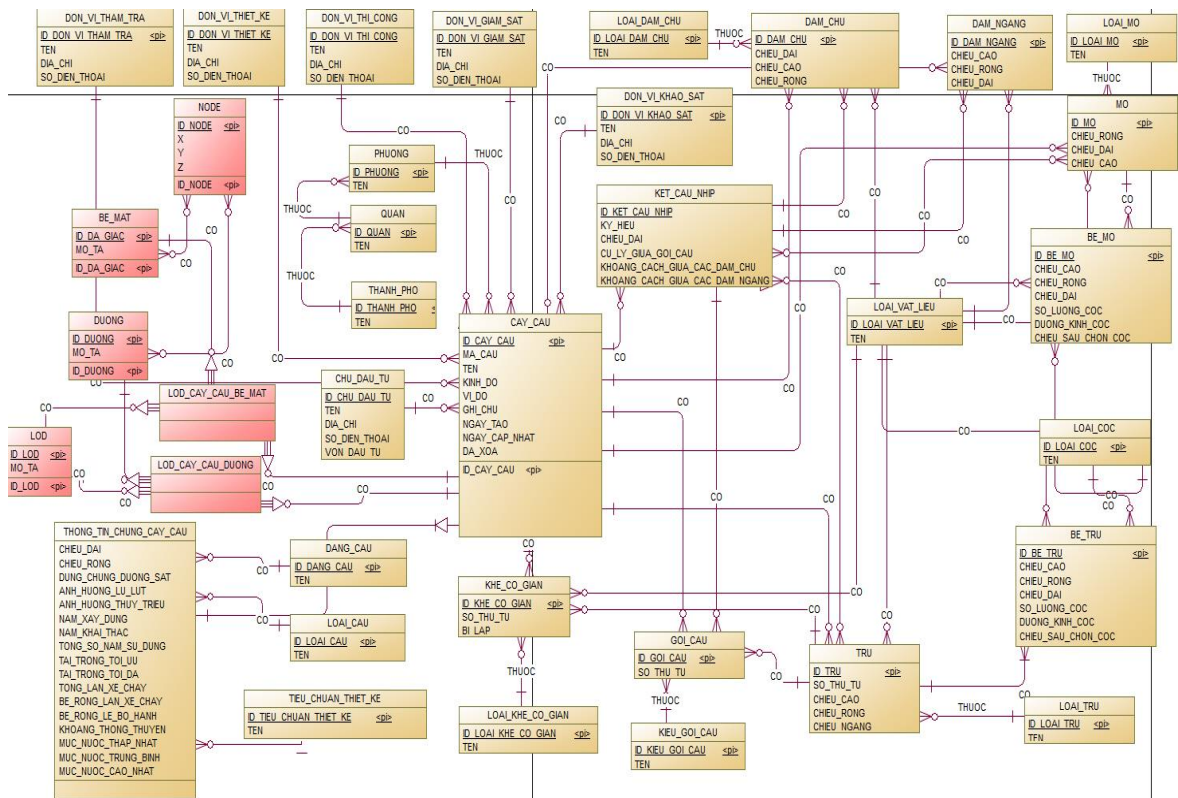 DON_VI_THAM_TRA
ID_DON_VI_THAM_TRA <pi>
TEN
DIA_CHI
SO_DIEN_THOAI
DON_VI_THIET_KE
ID_DON_VI_THIET_KE
TEN
DIA_CHI
SO_DIEN_THOAI
DON_VI_THI_CONG
ID_DON_VI_THI_CONG
TEN
DIA_CHI
SO_DIEN_THOAI
DON_VI_GIAM_SAT
ID_DON_VI_GIAM_SAT
TEN
DIA_CHI
SO_DIEN_THOAI
LOAI_DAM_CHU
ID_LOAI_DAM_CHU <pi>
TEN
THUOC
DAM_CHU
ID_DAM_CHU <pi>
CHIEU_DAI
CHIEU_CAO
CHIEU_RONG
DAM_NGANG
ID_DAM_NGANG <pi>
CHIEU_CAO
CHIEU_RONG
CHIEU_DAI
LOAI_MO
ID_LOAI_MO <pi>
TEN
THUOC
CO
DON_VI_KHAO_SAT
ID_DON_VI_KHAO_SAT <pi>
TEN
DIA_CHI
SO_DIEN_THOAI
CO
MO
ID_MO <pi>
CHIEU_RONG
CHIEU_DAI
CHIEU_CAO
NODE
ID_NODE <pi>
X
Y
Z
ID_NODE <pi>
CO
CO
PHUONG
ID_PHUONG <pi>
TEN
THUOC
THUOC
QUAN
ID_QUAN <pi>
TEN
THUOC
THANH_PHO
ID_THANH_PHO
TEN
BE_MAT
ID_DA_GIAC <pi>
MO_TA
ID_DA_GIAC <pi>
CO
KET_CAU_NHIP
ID_KET_CAU_NHIP <pi>
KY_HIEU
CHIEU_DAI
CU_LY_GIUA_GOI_CAU
KHOANG_CACH_GIUA_CAC_DAM_CHU
KHOANG_CACH_GIUA_CAC_DAM_NGANG
CO
CO
CO
CO
CO
BE_MO
ID_BE_MO <pi>
CHIEU_CAO
CHIEU_RONG
CHIEU_DAI
SO_LUONG_COC
DUONG_KINH_COC
CHIEU_SAU_CHON_COC
LOAI_VAT_LIEU
ID_LOAI_VAT_LIEU <pi>
TEN
CO
CO
DUONG
ID_DUONG <pi>
MO_TA
ID_DUONG <pi>
CO
CO
CAY_CAU
ID_CAY_CAU <pi>
MA_CAU
TEN
KINH_DO
VI_DO
GHI_CHU
NGAY_TAO
NGAY_CAP_NHAT
DA_XOA
ID_CAY_CAU <pi>
CO
CO
CO
CO
CHU_DAU_TU
ID_CHU_DAU_TU <pi>
TEN
DIA_CHI
SO_DIEN_THOAI
VON_DAU_TU
CO
LOD_CAY_CAU_BE_MAT
CO
CO
LOD
ID_LOD <pi>
MO_TA
ID_LOD <pi>
CO
LOD_CAY_CAU_DUONG
CO
CO
CO
CO
LOAI_COC
ID_LOAI_COC <pi>
TEN
CO
CO
THONG_TIN_CHUNG_CAY_CAU
CHIEU_DAI
CHIEU_RONG
DUNG_CHUNG_DUONG_SAT
ANH_HUONG_LU_LUT
ANH_HUONG_THUY_TRIEU
NAM_XAY_DUNG
NAM_KHAI_THAC
TONG_SO_NAM_SU_DUNG
TAI_TRONG_TOI_UU
TAI_TRONG_TOI_DA
TONG_LAN_XE_CHAY
BE_RONG_LAN_XE_CHAY
BE_RONG_LE_BO_HANH
KHOANG_THONG_THUYEN
MUC_NUOC_THAP_NHAT
MUC_NUOC_TRUNG_BINH
MUC_NUOC_CAO_NHAT
DANG_CAU
ID_DANG_CAU <pi>
TEN
CO
CO
LOAI_CAU
ID_LOAI_CAU <pi>
TEN
TIEU_CHUAN_THIET_KE
ID_TIEU_CHUAN_THIET_KE <pi>
TEN
CO
KHE_CO_GIAN
ID_KHE_CO_GIAN <pi>
SO_THU_TU
BI_LAP
CO
CO
THUOC
LOAI_KHE_CO_GIAN
ID_LOAI_KHE_CO_GIAN <pi>
TEN
GOI_CAU
ID_GOI_CAU <pi>
SO_THU_TU
CO
THUOC
KIEU_GOI_CAU
ID_KIEU_GOI_CAU <pi>
TEN
TRU
ID_TRU <pi>
SO_THU_TU
CHIEU_CAO
CHIEU_RONG
CHIEU_NGANG
BE_TRU
ID_BE_TRU <pi>
CHIEU_CAO
CHIEU_RONG
CHIEU_DAI
SO_LUONG_COC
DUONG_KINH_COC
CHIEU_SAU_CHON_COC
CO
THUOC
LOAI_TRU
ID_LOAI_TRU <pi>
TEN